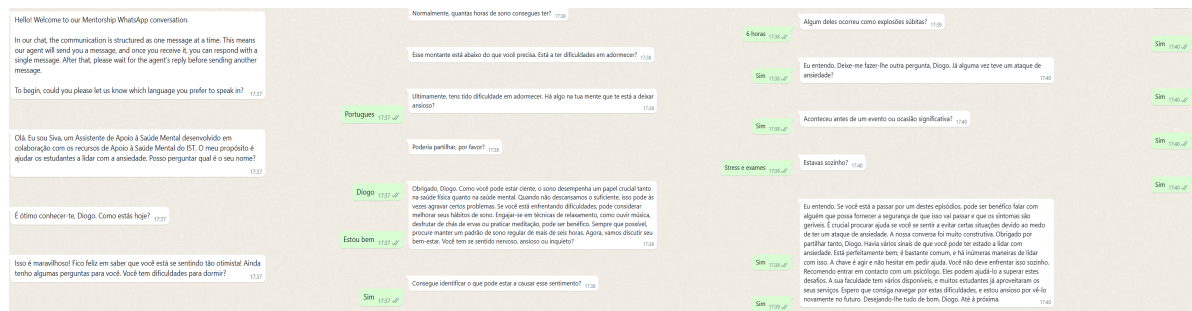 Hello! Welcome to our Mentorship WhatsApp conversation.
In our chat, the communication is structured as one message at a time. This means
our agent will send you a message, and once you receive it, you can respond with a
single message. After that, please wait for the agent's reply before sending another
message.
To begin, could you please let us know which language you prefer to speak in? 17:37
Portugues 17:37
Olá. Eu sou Siva, um Assistente de Apoio à Saúde Mental desenvolvido em
colaboração com os recursos de Apoio à Saúde Mental do IST. O meu propósito é
ajudar os estudantes a lidar com a ansiedade. Posso perguntar qual é o seu nome?
17:37
Diogo 17:37
É ótimo conhecer-te, Diogo. Como estás hoje? 17:37
Estou bem 17:37
Isso é maravilhoso! Fico feliz em saber que você está se sentindo tão otimista! Ainda
tenho algumas perguntas para você. Você tem dificuldades para dormir? 17:37
Sim 17:37
Normalmente, quantas horas de sono consegues ter? 17:38
6 horas 17:38
Esse montante está abaixo do que você precisa. Está a ter dificuldades em adormecer? 17:38
Sim 17:38
Ultimamente, tens tido dificuldade em adormecer. Há algo na tua mente que te está a deixar
ansioso? 17:38
Sim 17:38
Poderia partilhar, por favor? 17:38
Stress e exames 17:38
Obrigado, Diogo. Como você pode estar ciente, o sono desempenha um papel crucial tanto
na saúde física quanto na saúde mental. Quando não descansamos o suficiente, isso pode às
vezes agravar certos problemas. Se você está enfrentando dificuldades, pode considerar
melhorar seus hábitos de sono. Engajar-se em técnicas de relaxamento, como ouvir música,
desfrutar de chás de ervas ou praticar meditação, pode ser benéfico. Sempre que possível,
procure manter um padrão de sono regular de mais de seis horas. Agora, vamos discutir seu
bem-estar. Você tem se sentido nervoso, ansioso ou inquieto? 17:38
Sim 17:38
Consegue identificar o que pode estar a causar esse sentimento? 17:38
Sim 17:39
Algum deles ocorreu como explosões súbitas? 17:39
Sim 17:40
Eu entendo. Deixe-me fazer-lhe outra pergunta, Diogo. Já alguma vez teve um ataque de
ansiedade? 17:40
Sim 17:40
Aconteceu antes de um evento ou ocasião significativa? 17:40
Sim 17:40
Estavas sozinho? 17:40
Sim 17:40
Eu entendo. Se você está a passar por um destes episódios, pode ser benéfico falar com
alguém que possa fornecer a segurança de que isso vai passar e que os sintomas são
geríveis. É crucial procurar ajuda se você se sentir a evitar certas situações devido ao medo
de ter um ataque de ansiedade. A nossa conversa foi muito construtiva. Obrigado por
partilhar tanto, Diogo. Havia vários sinais de que você pode ter estado a lidar com
ansiedade. Está perfeitamente bem; é bastante comum, e há inúmeras maneiras de lidar
com isso. A chave é agir e não hesitar em pedir ajuda. Você não deve enfrentar isso sozinho.
Recomendo entrar em contacto com um psicólogo. Eles podem ajudá-lo a superar estes
desafios. A sua faculdade tem vários disponíveis, e muitos estudantes já aproveitaram os
seus serviços. Espero que consiga navegar por estas dificuldades, e estou ansioso por vê-lo
novamente no futuro. Desejando-lhe tudo de bom, Diogo. Até à próxima. 17:40